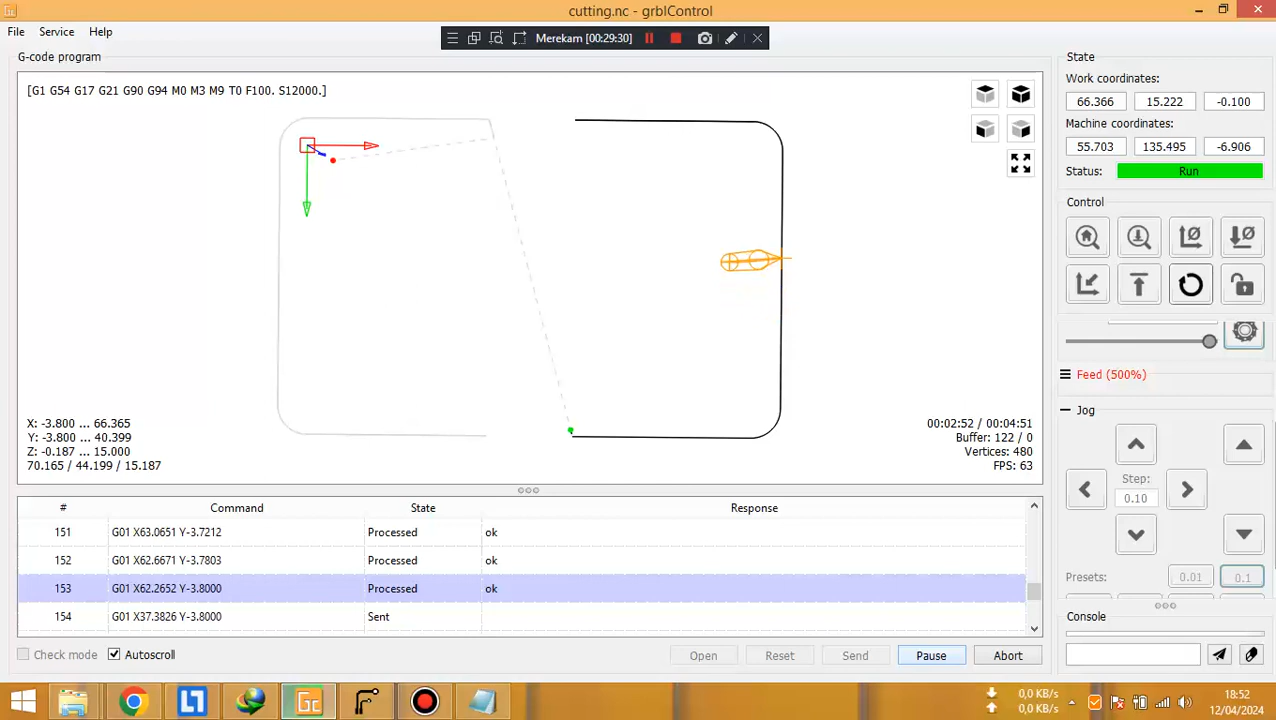 cutting.nc - grblControl
File Service Help
Merekam [00:29:30]
G-code program
[G1 G54 G17 G21 G90 G94 M0 M3 M9 T0 F100. S12000.]
X: -3.800 ... 66.365
Y: -3.800 ... 40.399
Z: -0.187 ... 15.000
70.165 / 44.199 / 15.187
00:02:52 / 00:04:51
Buffer: 122 / 0
Vertices: 480
FPS: 63
# Command State Response
151 G01 X63.0651 Y-3.7212 Processed ok
152 G01 X62.6671 Y-3.7803 Processed ok
153 G01 X62.2652 Y-3.8000 Processed ok
154 G01 X37.3826 Y-3.8000 Sent
Check mode Autoscroll Open Reset Send Pause Abort
State
Work coordinates:
66.366 15.222 -0.100
Machine coordinates:
55.703 135.495 -6.906
Status: Run
Control
Feed (500%)
Jog
Step:
0.10
Presets: 0.01 0.1
Console
Gc
0,0 KB/s
0,0 KB/s
18:52
12/04/2024